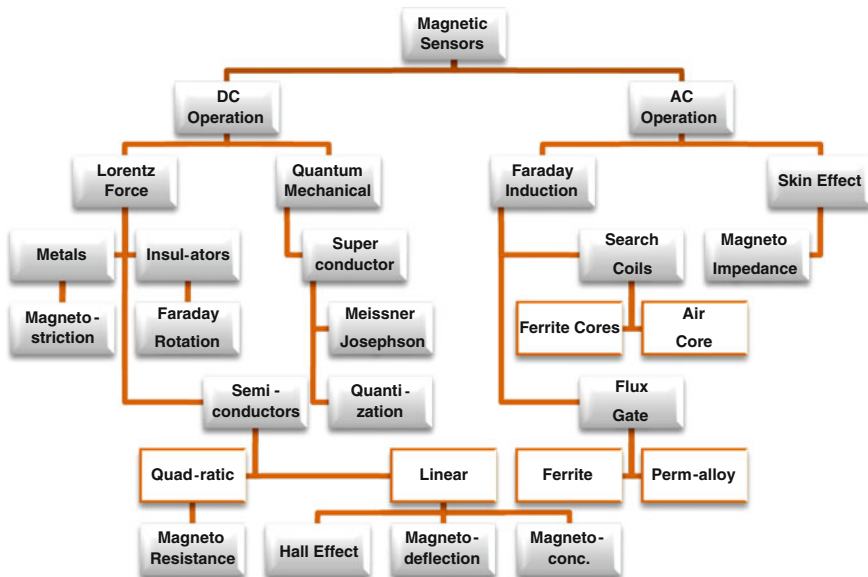 Magnetic
Sensors
DC
Operation
AC
Operation
Lorentz
Force
Quantum
Mechanical
Faraday
Induction
Skin Effect
Metals
Insul-ators
Super
conductor
Search
Coils
Magneto
Impedance
Magneto-
striction
Faraday
Rotation
Meissner
Josephson
Ferrite Cores
Air
Core
Semi-
conductors
Quanti-
zation
Flux
Gate
Quad-ratic
Linear
Ferrite
Perm-alloy
Magneto
Resistance
Hall Effect
Magneto-
deflection
Magneto-
conc.